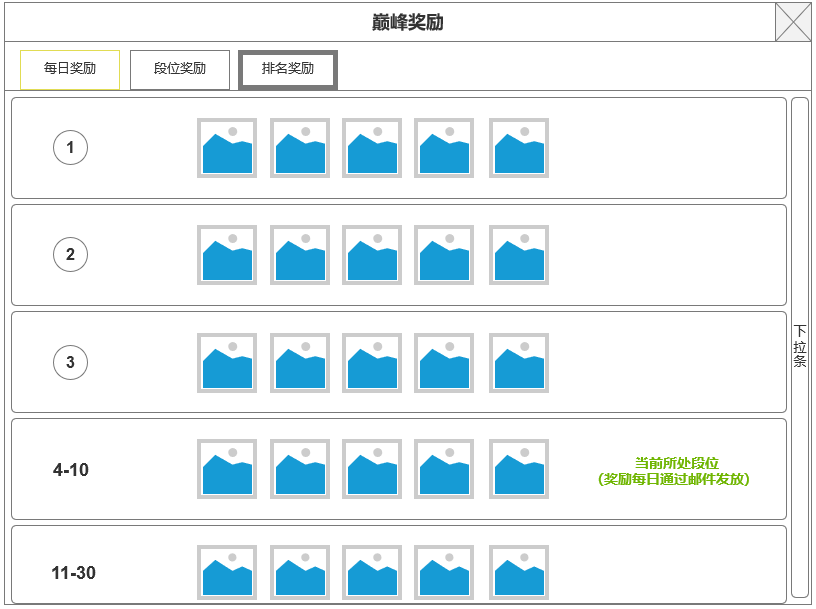 巅峰奖励
每日奖励 段位奖励 排名奖励
1
2
3
4-10
当前所处段位
(奖励每日通过邮件发放)
11-30
下拉条